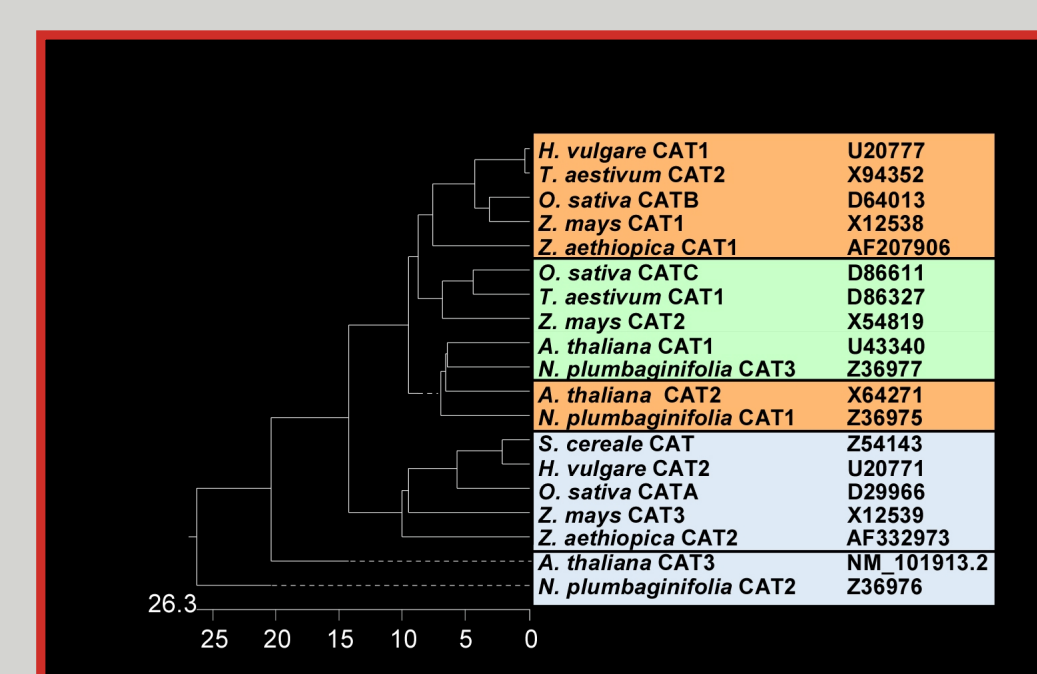 H. vulgare CAT1 U20777
T. aestivum CAT2 X94352
O. sativa CATB D64013
Z. mays CAT1 X12538
Z. aethiopica CAT1 AF207906
O. sativa CATC D86611
T. aestivum CAT1 D86327
Z. mays CAT2 X54819
A. thaliana CAT1 U43340
N. plumbaginifolia CAT3 Z36977
A. thaliana CAT2 X64271
N. plumbaginifolia CAT1 Z36975
S. cereale CAT Z54143
H. vulgare CAT2 U20771
O. sativa CATA D29966
Z. mays CAT3 X12539
Z. aethiopica CAT2 AF332973
A. thaliana CAT3 NM_101913.2
N. plumbaginifolia CAT2 Z36976
26.3
25 20 15 10 5 0